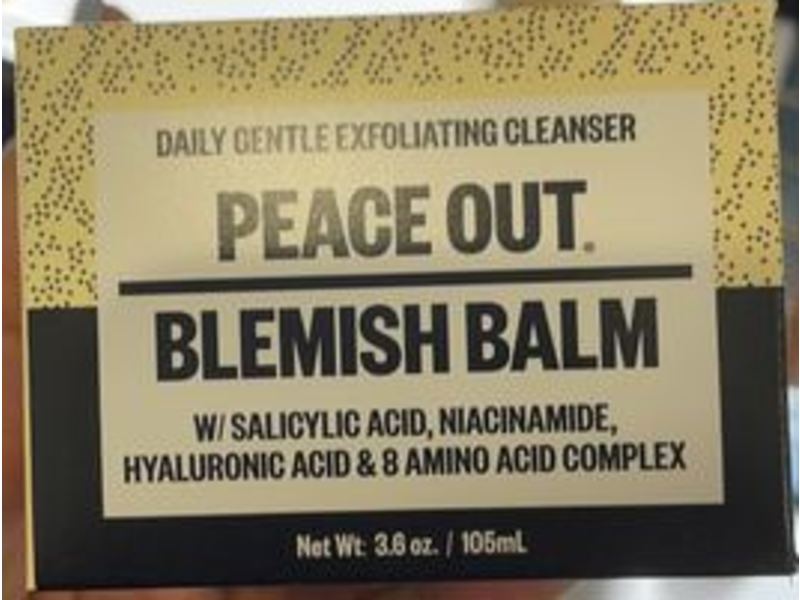 DAILY GENTLE EXFOLIATING CLEANSER
PEACE OUT®
BLEMISH BALM
W/ SALICYLIC ACID, NIACINAMIDE,
HYALURONIC ACID & 8 AMINO ACID COMPLEX
Net Wt: 3.6 oz. / 105mL